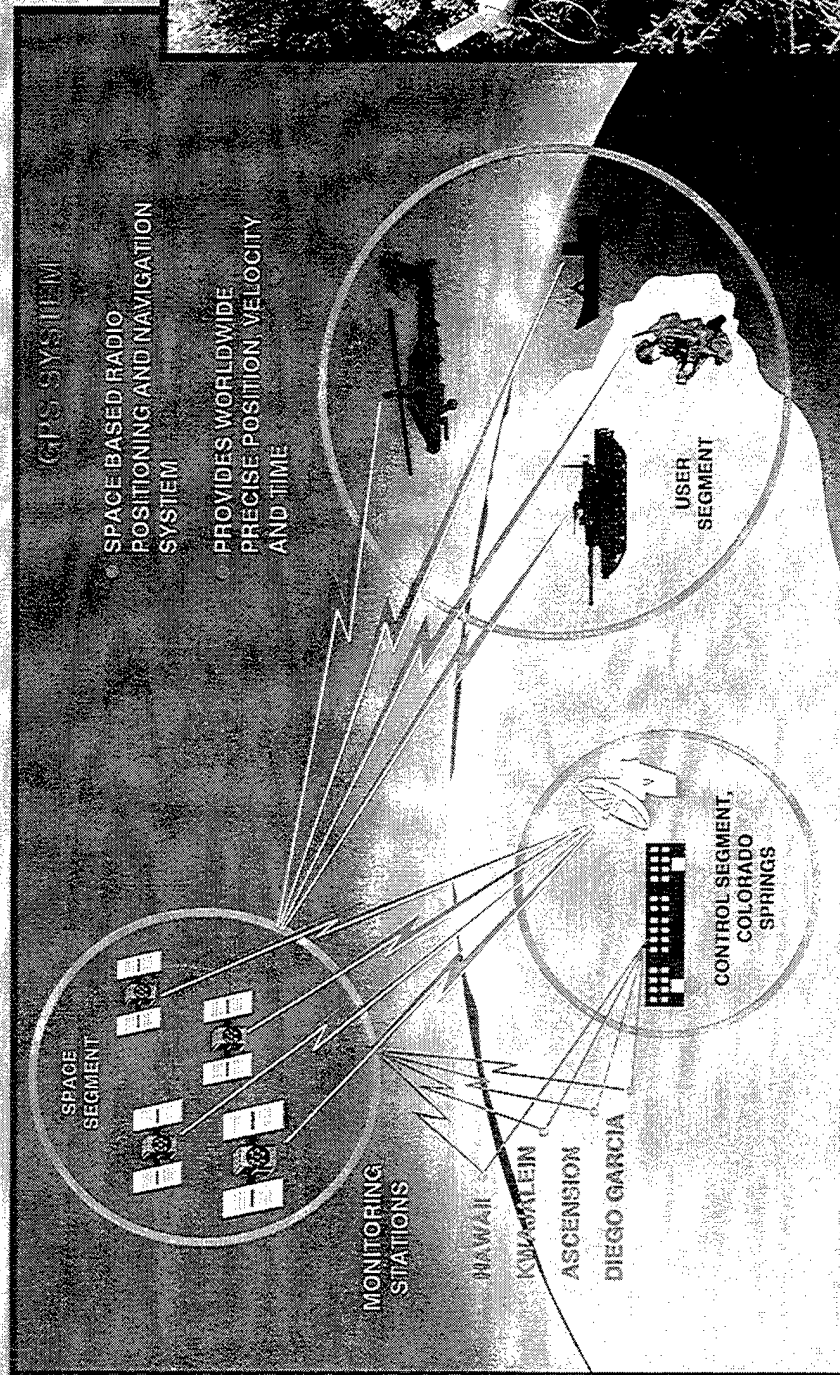 GPS SYSTEM
SPACE BASED RADIO
POSITIONING AND NAVIGATION
SYSTEM
PROVIDES WORLDWIDE
PRECISE POSITION, VELOCITY
AND TIME
SPACE
SEGMENT
MONITORING
STATIONS
HAWAII
KWAJALEIN
ASCENSION
DIEGO GARCIA
CONTROL SEGMENT,
COLORADO
SPRINGS
USER
SEGMENT